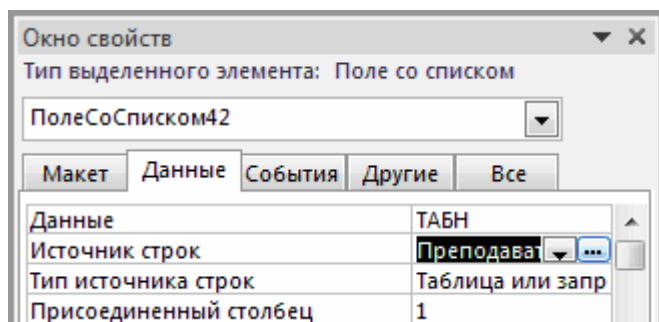 Окно свойств
Тип выделенного элемента: Поле со списком
ПолеСоСписком42
Макет Данные События Другие Все
Данные ТАБН
Источник строк Преподават ...
Тип источника строк Таблица или запр
Присоединенный столбец 1